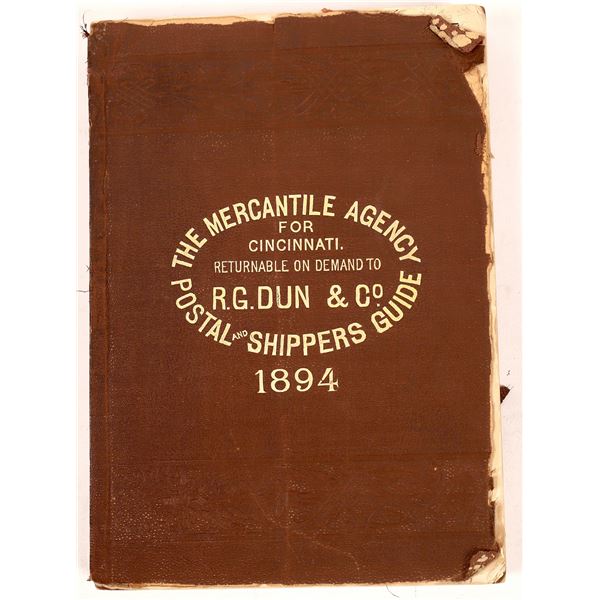 THE MERCANTILE AGENCY
FOR
CINCINNATI.
RETURNABLE ON DEMAND TO
R.G. DUN & Co
POSTAL AND SHIPPERS GUIDE
1894